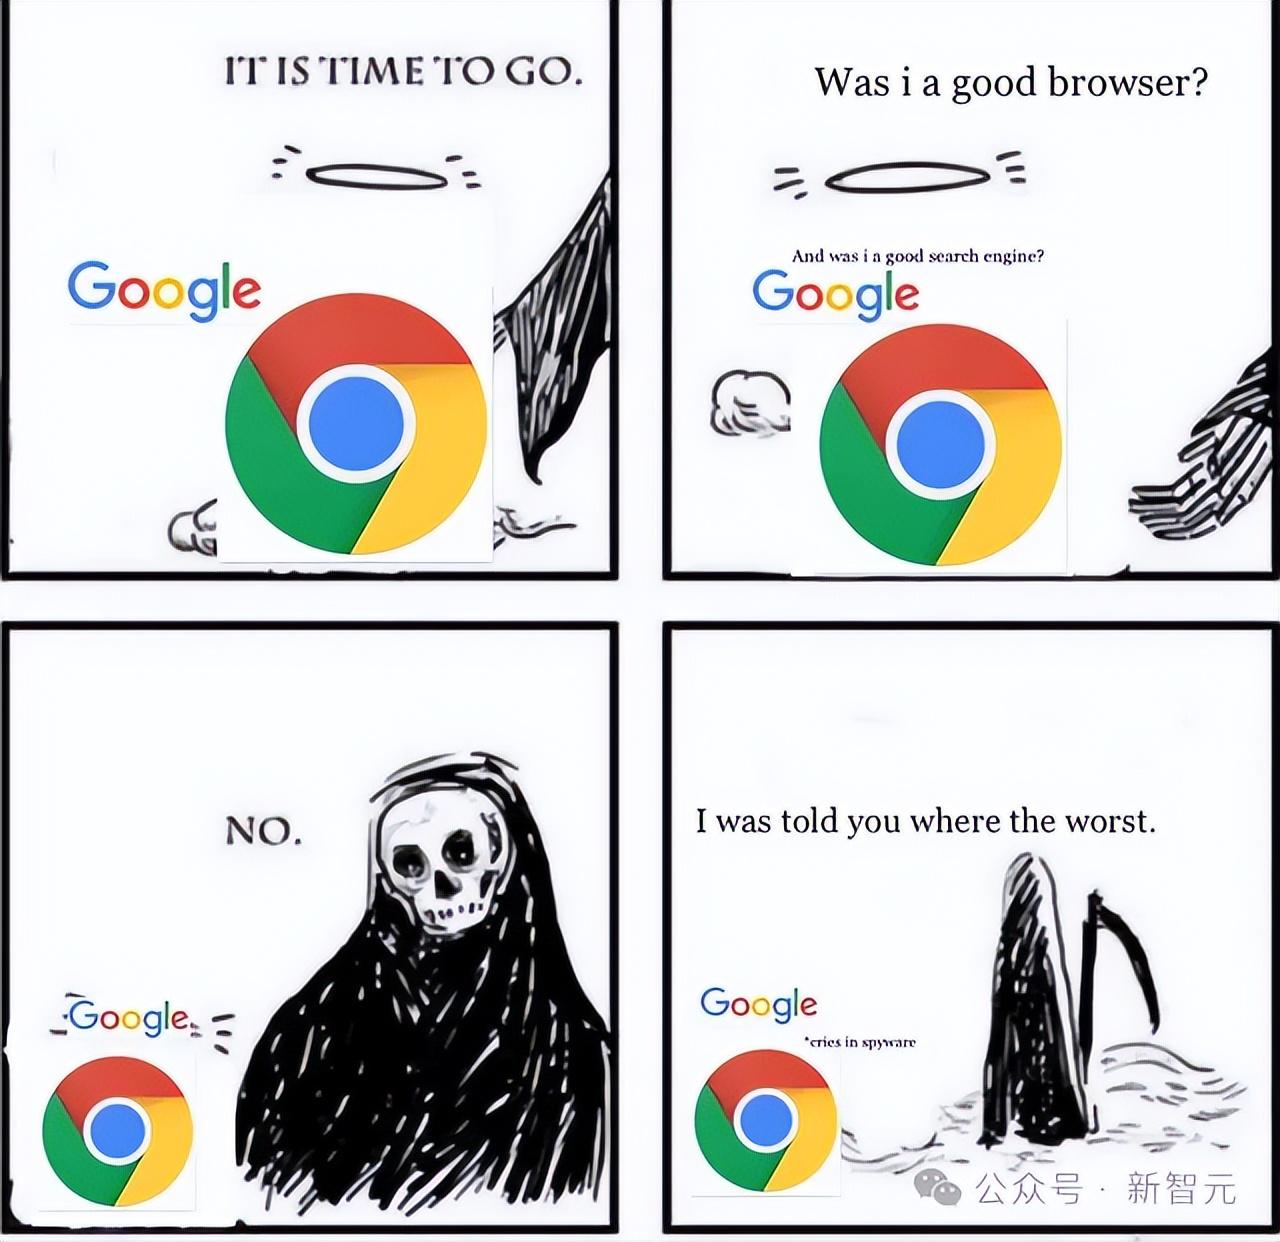 IT IS TIME TO GO.
Google
Was i a good browser?
And was i a good search engine?
Google
NO.
Google
I was told you where the worst.
Google
*cries in spyware
公众号 · 新智元